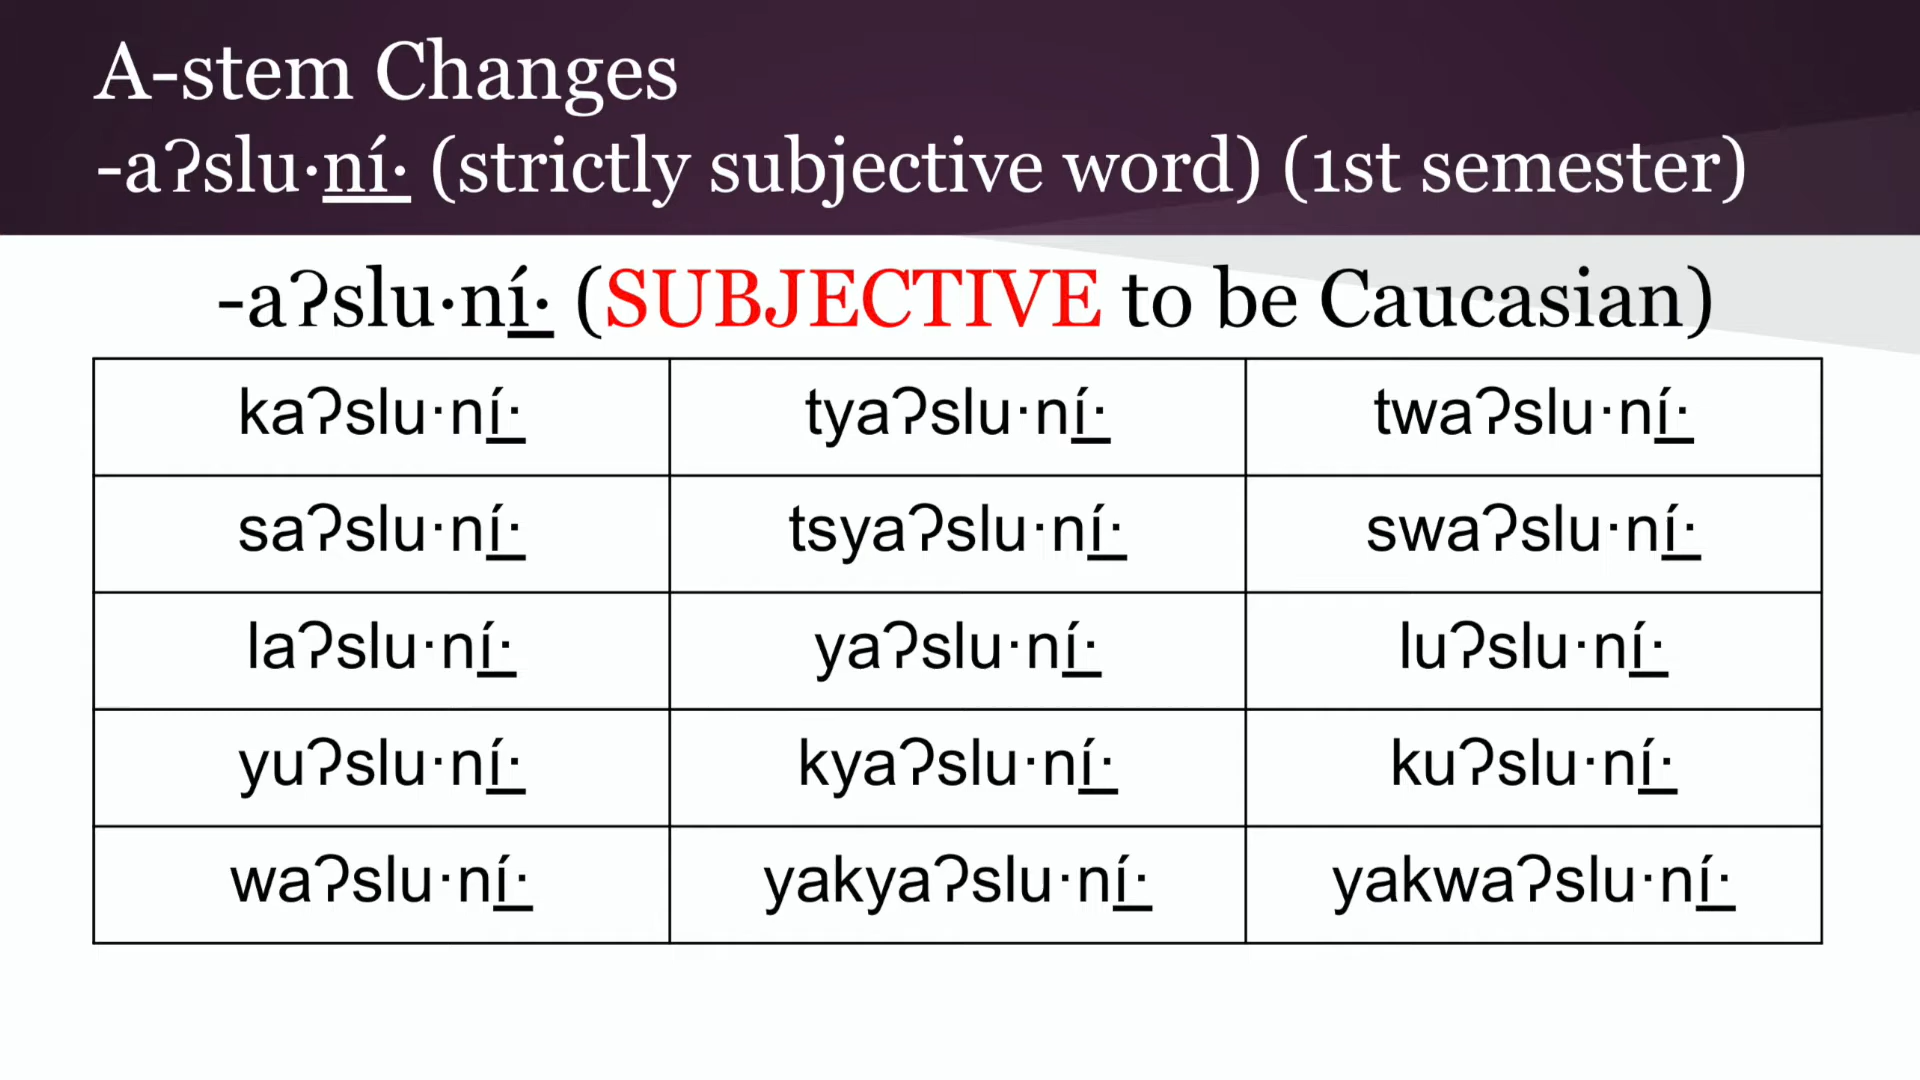 A-stem Changes
-aʔslu·ní· (strictly subjective word) (1st semester)
-aʔslu·ní· (SUBJECTIVE to be Caucasian)
kaʔslu·ní· tyaʔslu·ní· twaʔslu·ní·
saʔslu·ní· tsyaʔslu·ní· swaʔslu·ní·
laʔslu·ní· yaʔslu·ní· luʔslu·ní·
yuʔslu·ní· kyaʔslu·ní· kuʔslu·ní·
waʔslu·ní· yakyaʔslu·ní· yakwaʔslu·ní·